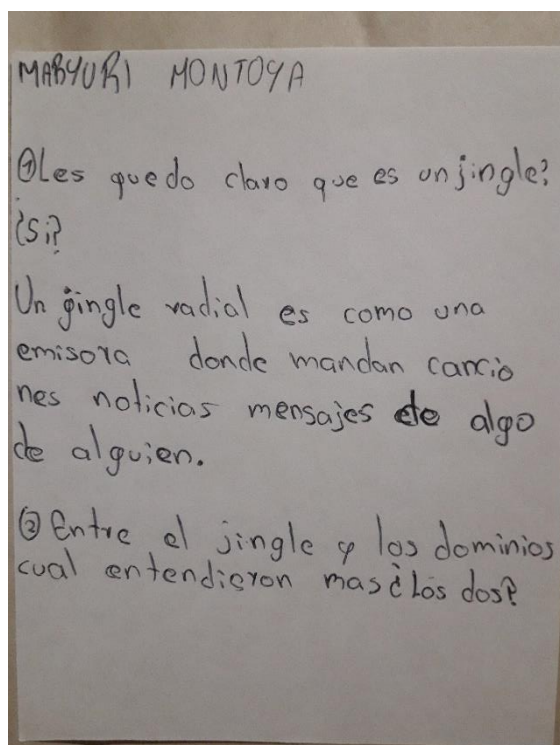 MARYURI MONTOYA
①Les quedo claro que es un jingle?
¿Si?
Un jingle radial es como una
emisora donde mandan cancio
nes noticias mensajes de algo
de alguien.
② Entre el jingle y los dominios
cual entendieron mas ¿Los dos?